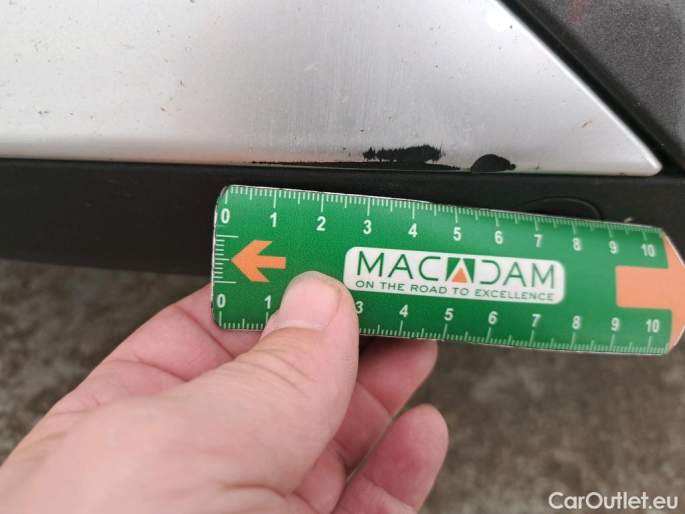 0 1 2 3 4 5 6 7 8 9 10
MACADAM
ON THE ROAD TO EXCELLENCE
0 1 3 4 5 6 7 8 9 10
CarOutlet.eu